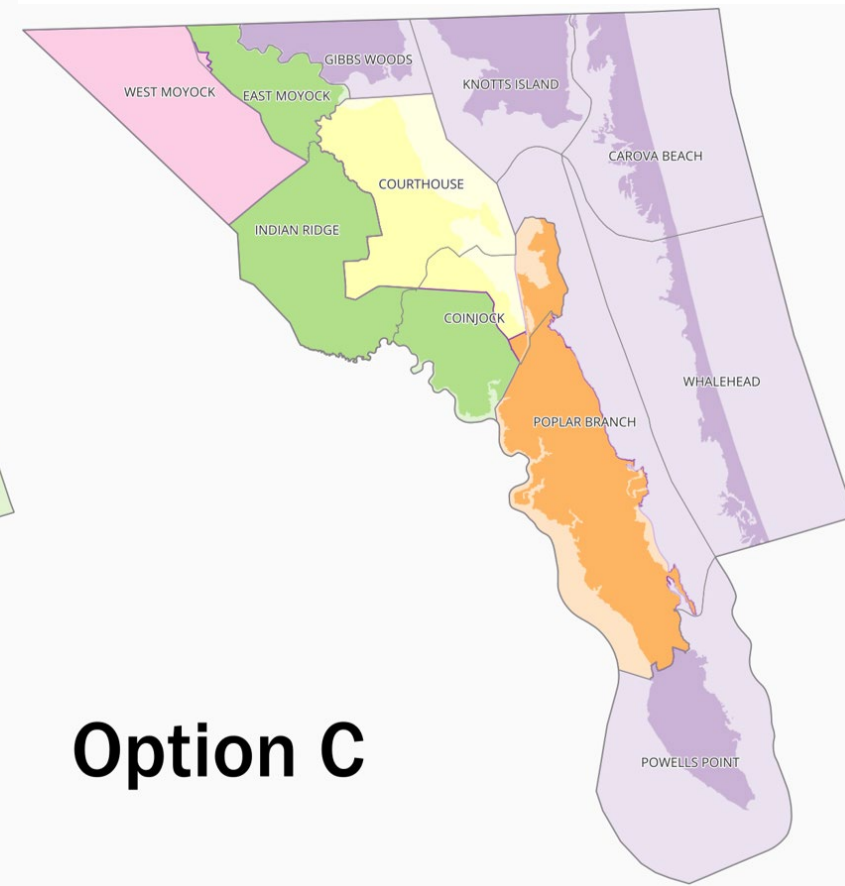 GIBBS WOODS
KNOTTS ISLAND
WEST MOYOCK
EAST MOYOCK
CAROVA BEACH
COURTHOUSE
INDIAN RIDGE
COINJOCK
WHALEHEAD
POPLAR BRANCH
Option C
POWELLS POINT